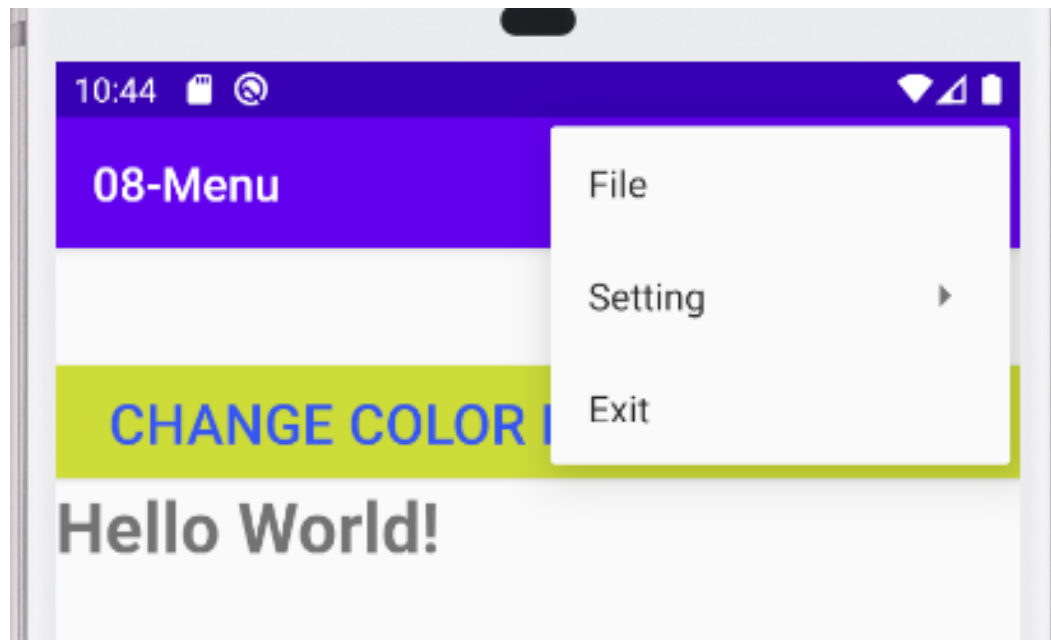 10:44
08-Menu
File
Setting
Exit
CHANGE COLOR
Hello World!